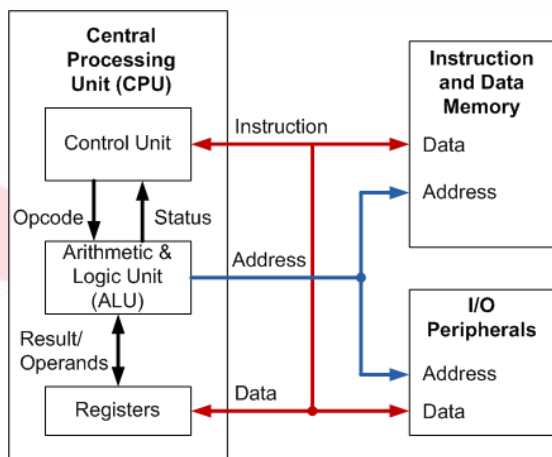 Central
Processing
Unit (CPU)
Control Unit
Opcode
Status
Arithmetic &
Logic Unit
(ALU)
Result/
Operands
Registers
Instruction
Address
Data
Instruction
and Data
Memory
Data
Address
I/O
Peripherals
Address
Data